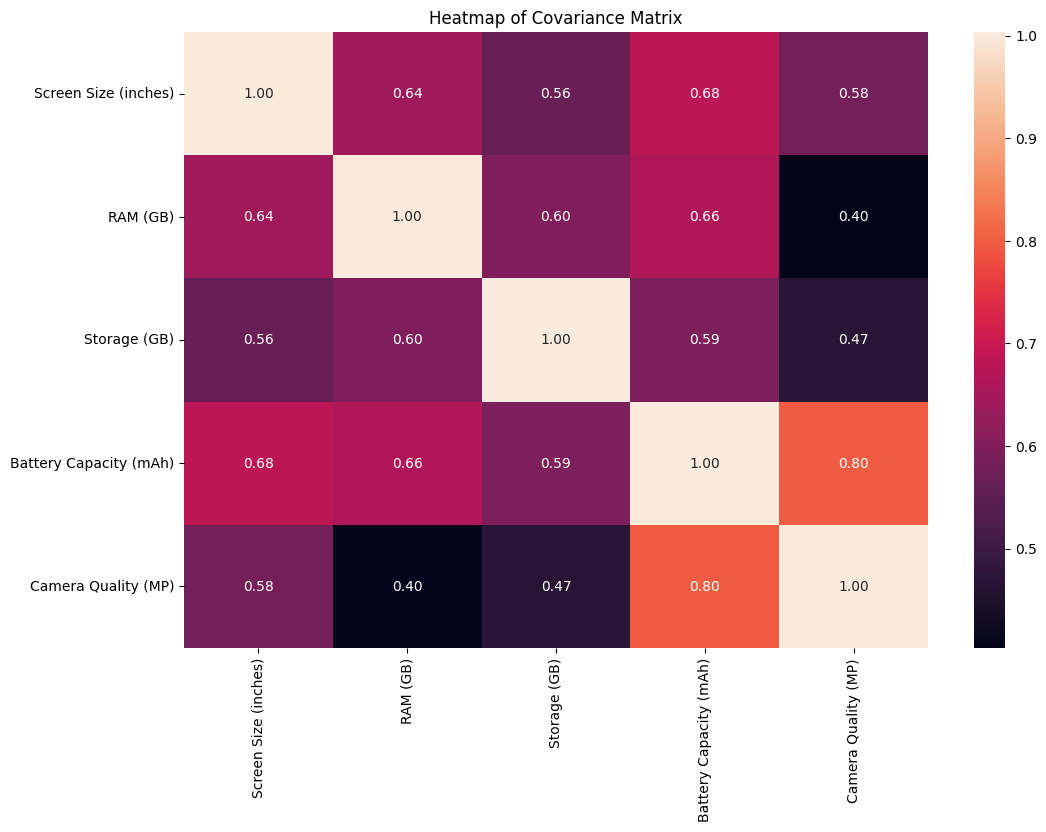 Heatmap of Covariance Matrix
Screen Size (inches) 1.00 0.64 0.56 0.68 0.58
RAM (GB) 0.64 1.00 0.60 0.66 0.40
Storage (GB) 0.56 0.60 1.00 0.59 0.47
Battery Capacity (mAh) 0.68 0.66 0.59 1.00 0.80
Camera Quality (MP) 0.58 0.40 0.47 0.80 1.00
Screen Size (inches)
RAM (GB)
Storage (GB)
Battery Capacity (mAh)
Camera Quality (MP)
1.0
0.9
0.8
0.7
0.6
0.5